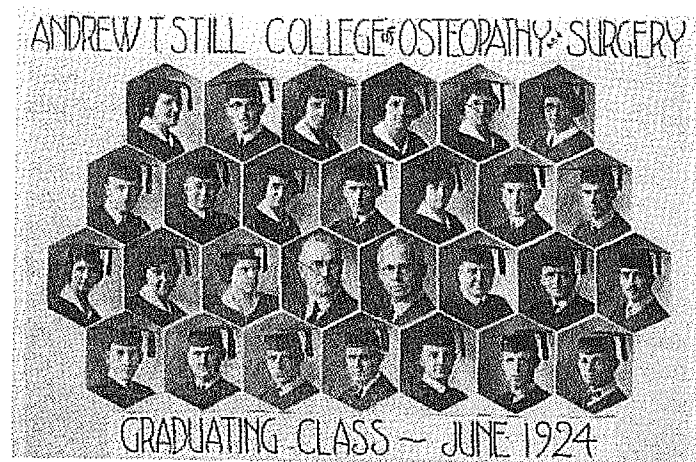 ANDREW T STILL COLLEGE of OSTEOPATHY & SURGERY
GRADUATING CLASS ~ JUNE 1924